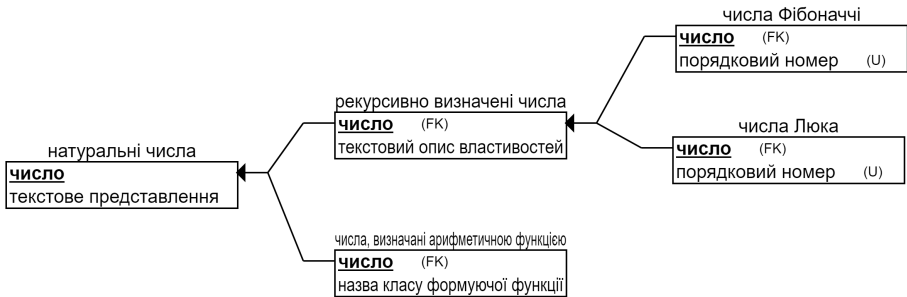 числа Фібоначчі
число (FK)
порядковий номер (U)
рекурсивно визначені числа
число (FK)
текстовий опис властивостей
числа Люка
число (FK)
порядковий номер (U)
натуральні числа
число
текстове представлення
числа, визначані арифметичною функцією
число (FK)
назва класу формуючої функції